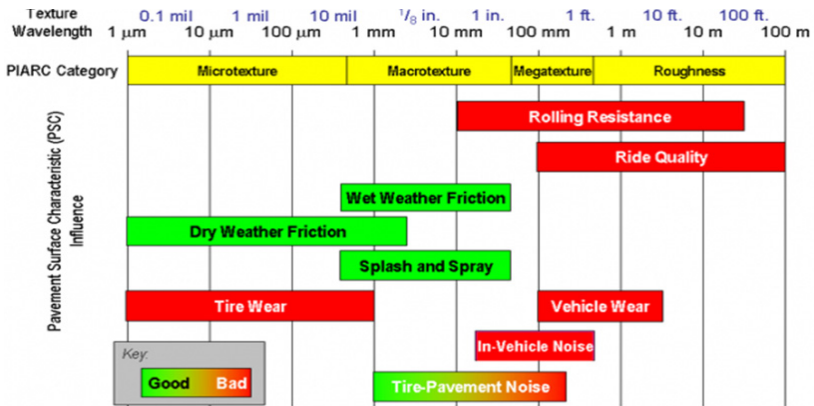 Texture
Wavelength
0.1 mil 1 mil 10 mil 1/8 in. 1 in. 1 ft. 10 ft. 100 ft.
1 μm 10 μm 100 μm 1 mm 10 mm 100 mm 1 m 10 m 100 m
PIARC Category Microtexture Macrotexture Megatexture Roughness
Pavement Surface Characteristic (PSC)
Influence
Rolling Resistance
Ride Quality
Wet Weather Friction
Dry Weather Friction
Splash and Spray
Tire Wear Vehicle Wear
In-Vehicle Noise
Key:
Good Bad
Tire-Pavement Noise